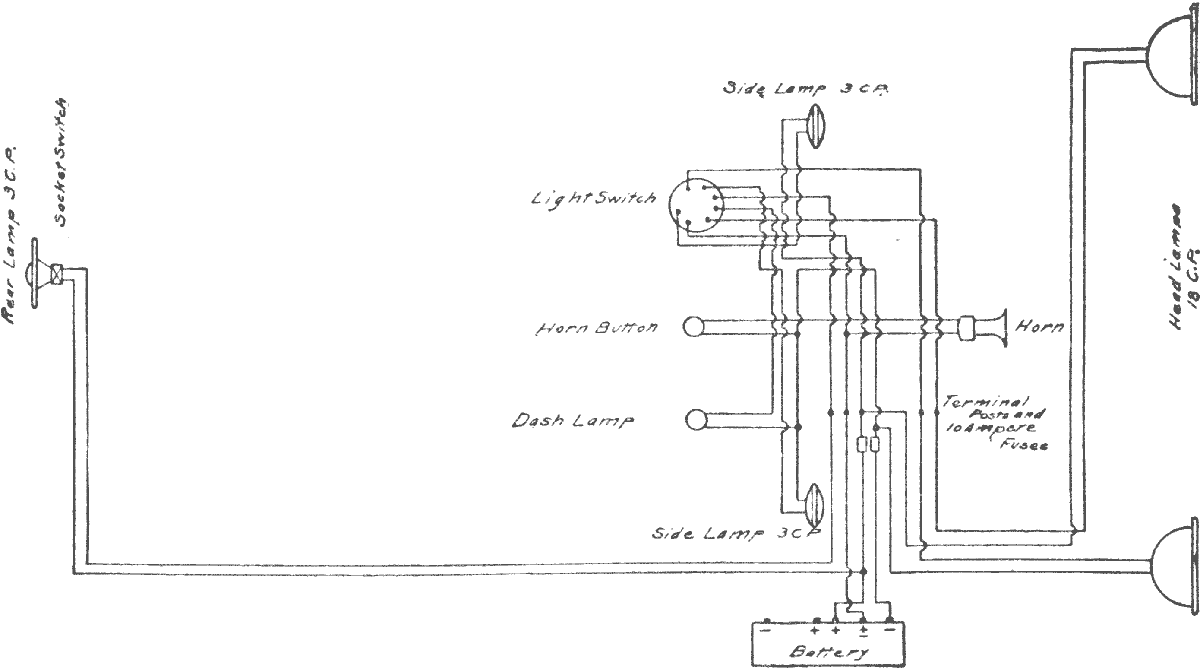 Side Lamp 3 C.P.
Light Switch
Rear Lamp 3 C.P.
Socket Switch
Head Lamps
18 C.P.
Horn Button
Horn
Dash Lamp
Terminal
Posts and
10 Ampere
Fuses
Side Lamp 3 C.P.
− + + ± −
Battery